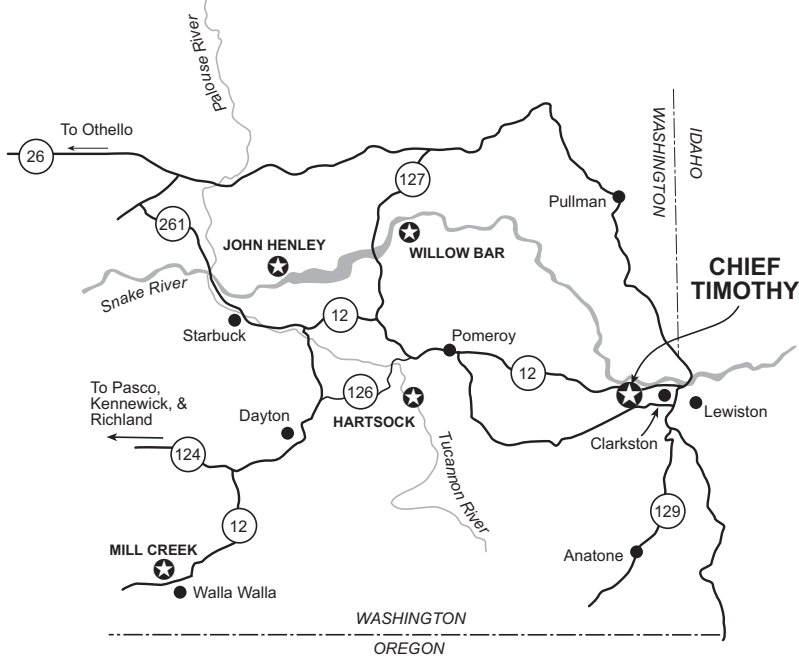 Palouse River
To Othello
26
127
WASHINGTON
IDAHO
Pullman
261
JOHN HENLEY
WILLOW BAR
CHIEF
TIMOTHY
Snake River
12
Starbuck
Pomeroy
12
To Pasco,
Kennewick, &
Richland
126
HARTSOCK
Dayton
Lewiston
Clarkston
124
Tucannon River
129
12
MILL CREEK
Anatone
Walla Walla
WASHINGTON
OREGON